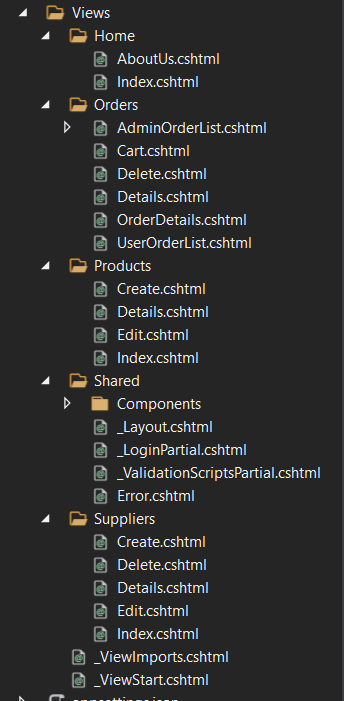 Views
Home
AboutUs.cshtml
Index.cshtml
Orders
AdminOrderList.cshtml
Cart.cshtml
Delete.cshtml
Details.cshtml
OrderDetails.cshtml
UserOrderList.cshtml
Products
Create.cshtml
Details.cshtml
Edit.cshtml
Index.cshtml
Shared
Components
_Layout.cshtml
_LoginPartial.cshtml
_ValidationScriptsPartial.cshtml
Error.cshtml
Suppliers
Create.cshtml
Delete.cshtml
Details.cshtml
Edit.cshtml
Index.cshtml
_ViewImports.cshtml
_ViewStart.cshtml